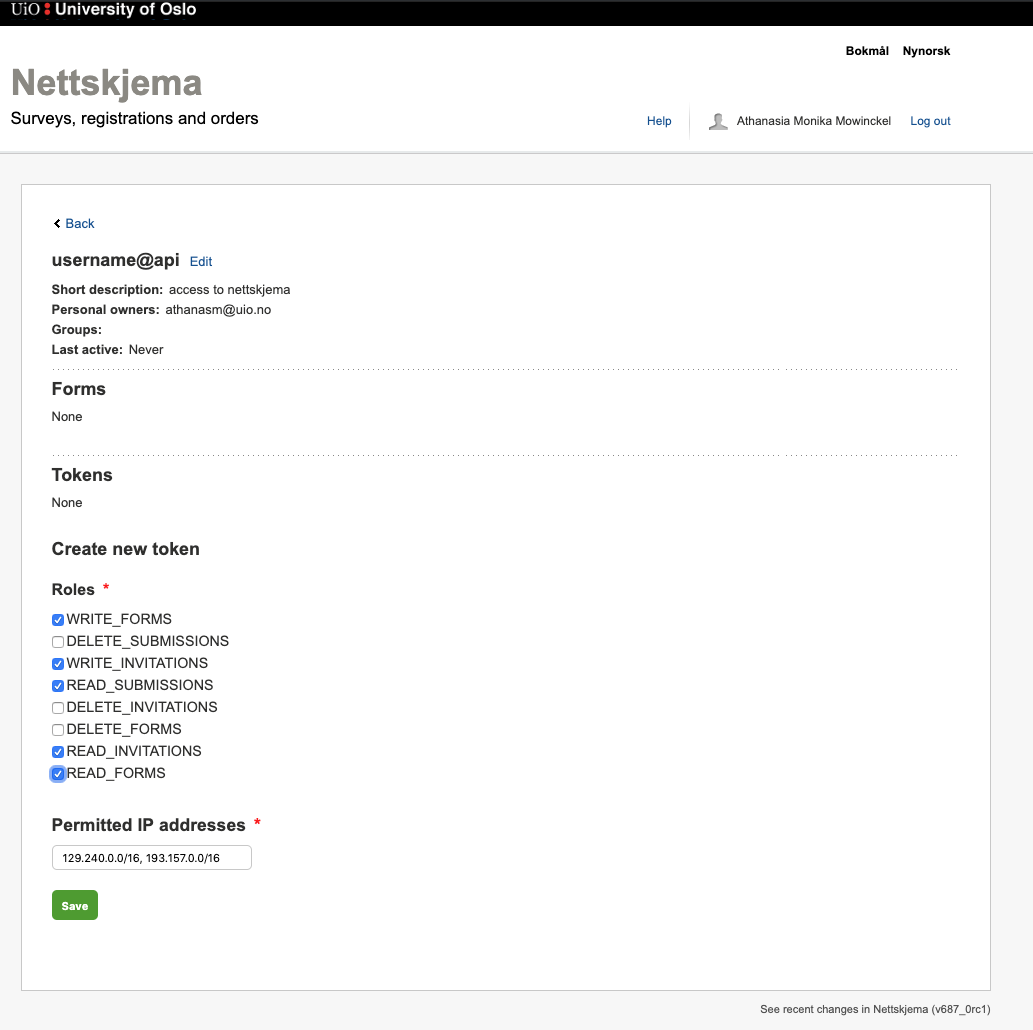 UiO University of Oslo
Bokmål Nynorsk
Nettskjema
Surveys, registrations and orders
Help Athanasia Monika Mowinckel Log out
Back
username@api Edit
Short description: access to nettskjema
Personal owners: athanasm@uio.no
Groups:
Last active: Never
Forms
None
Tokens
None
Create new token
Roles *
WRITE_FORMS
DELETE_SUBMISSIONS
WRITE_INVITATIONS
READ_SUBMISSIONS
DELETE_INVITATIONS
DELETE_FORMS
READ_INVITATIONS
READ_FORMS
Permitted IP addresses *
129.240.0.0/16, 193.157.0.0/16
Save
See recent changes in Nettskjema (v687_0rc1)